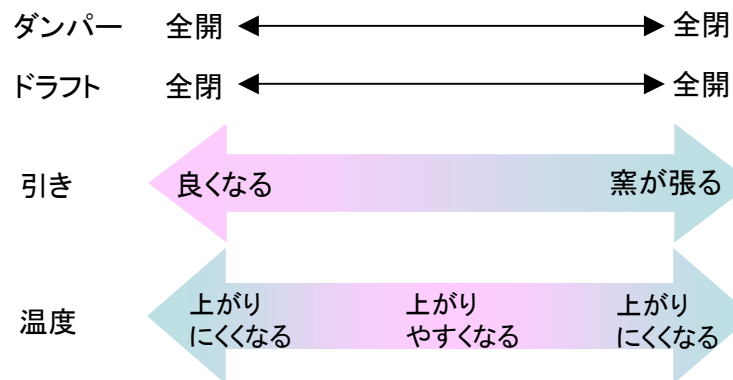 ダンパー 全開 全閉
ドラフト 全閉 全開
引き 良くなる 窯が張る
温度 上がり
にくくなる 上がり
やすくなる 上がり
にくくなる